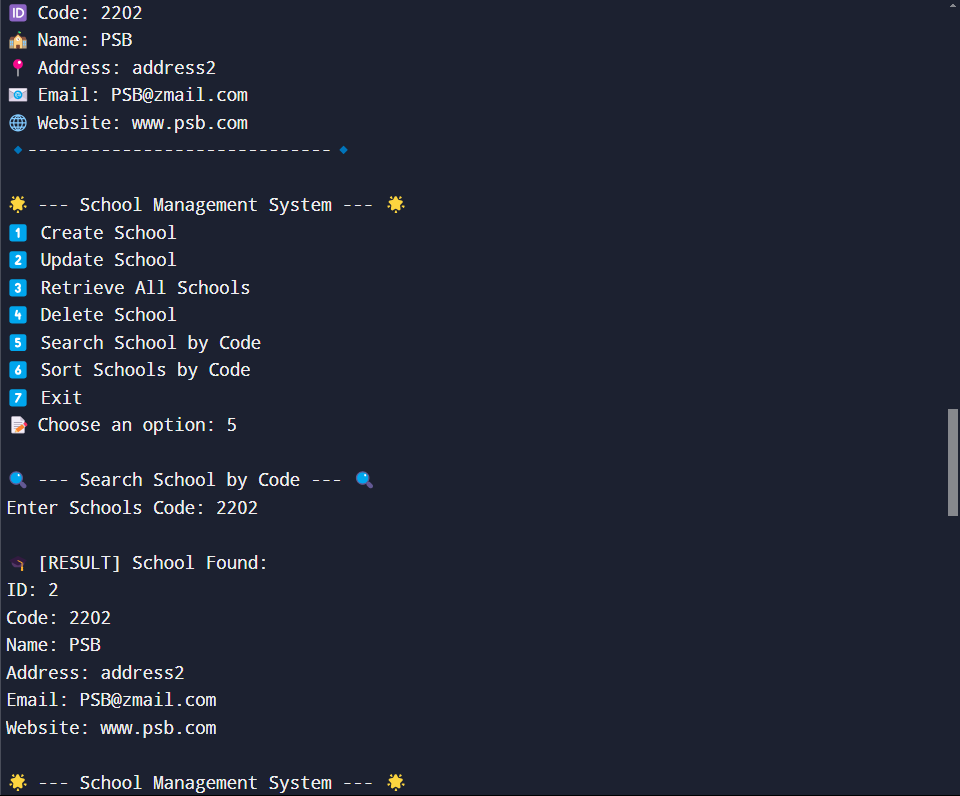 🆔 Code: 2202
🏫 Name: PSB
📍 Address: address2
📧 Email: PSB@zmail.com
🌐 Website: www.psb.com
🔹-----------------------------🔹
🌟 --- School Management System --- 🌟
1️⃣ Create School
2️⃣ Update School
3️⃣ Retrieve All Schools
4️⃣ Delete School
5️⃣ Search School by Code
6️⃣ Sort Schools by Code
7️⃣ Exit
📝 Choose an option: 5
🔍 --- Search School by Code --- 🔍
Enter Schools Code: 2202
🎓 [RESULT] School Found:
ID: 2
Code: 2202
Name: PSB
Address: address2
Email: PSB@zmail.com
Website: www.psb.com
🌟 --- School Management System --- 🌟